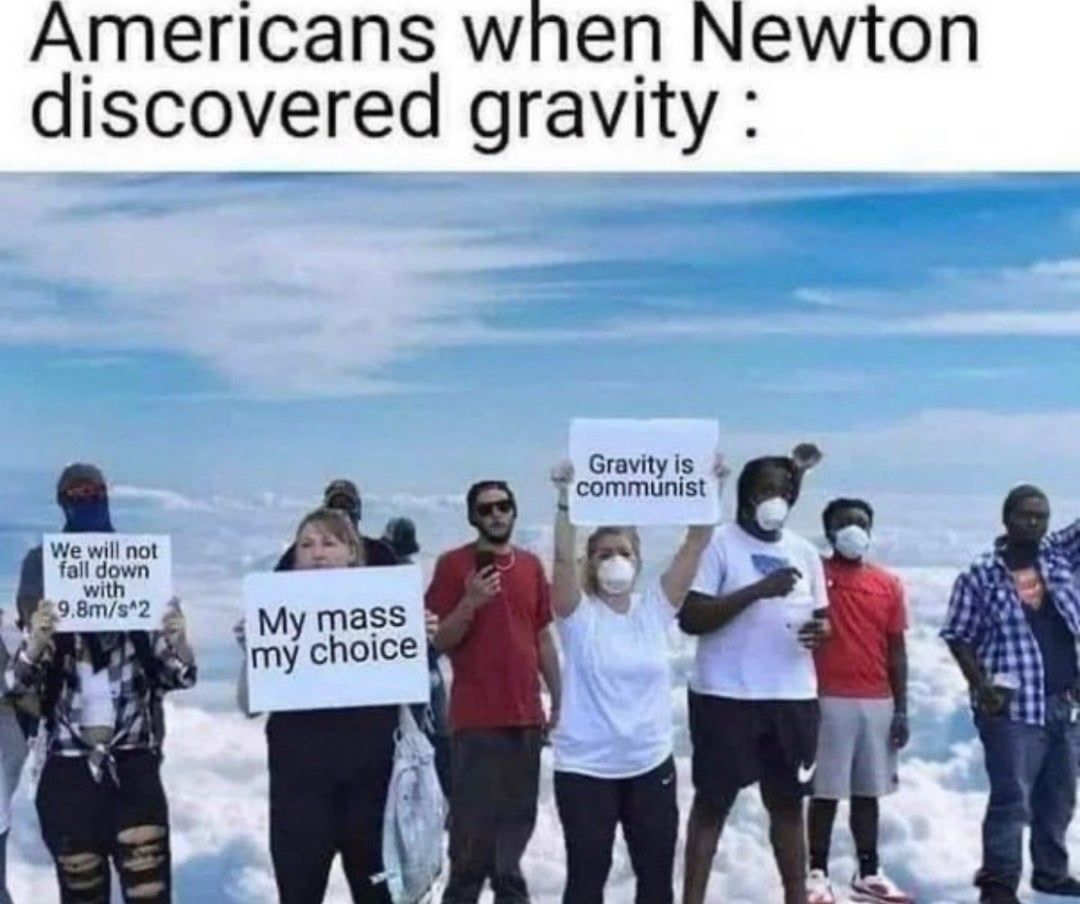 Americans when Newton
discovered gravity :
Gravity is
communist
We will not
fall down
with
9.8m/s^2
My mass
my choice